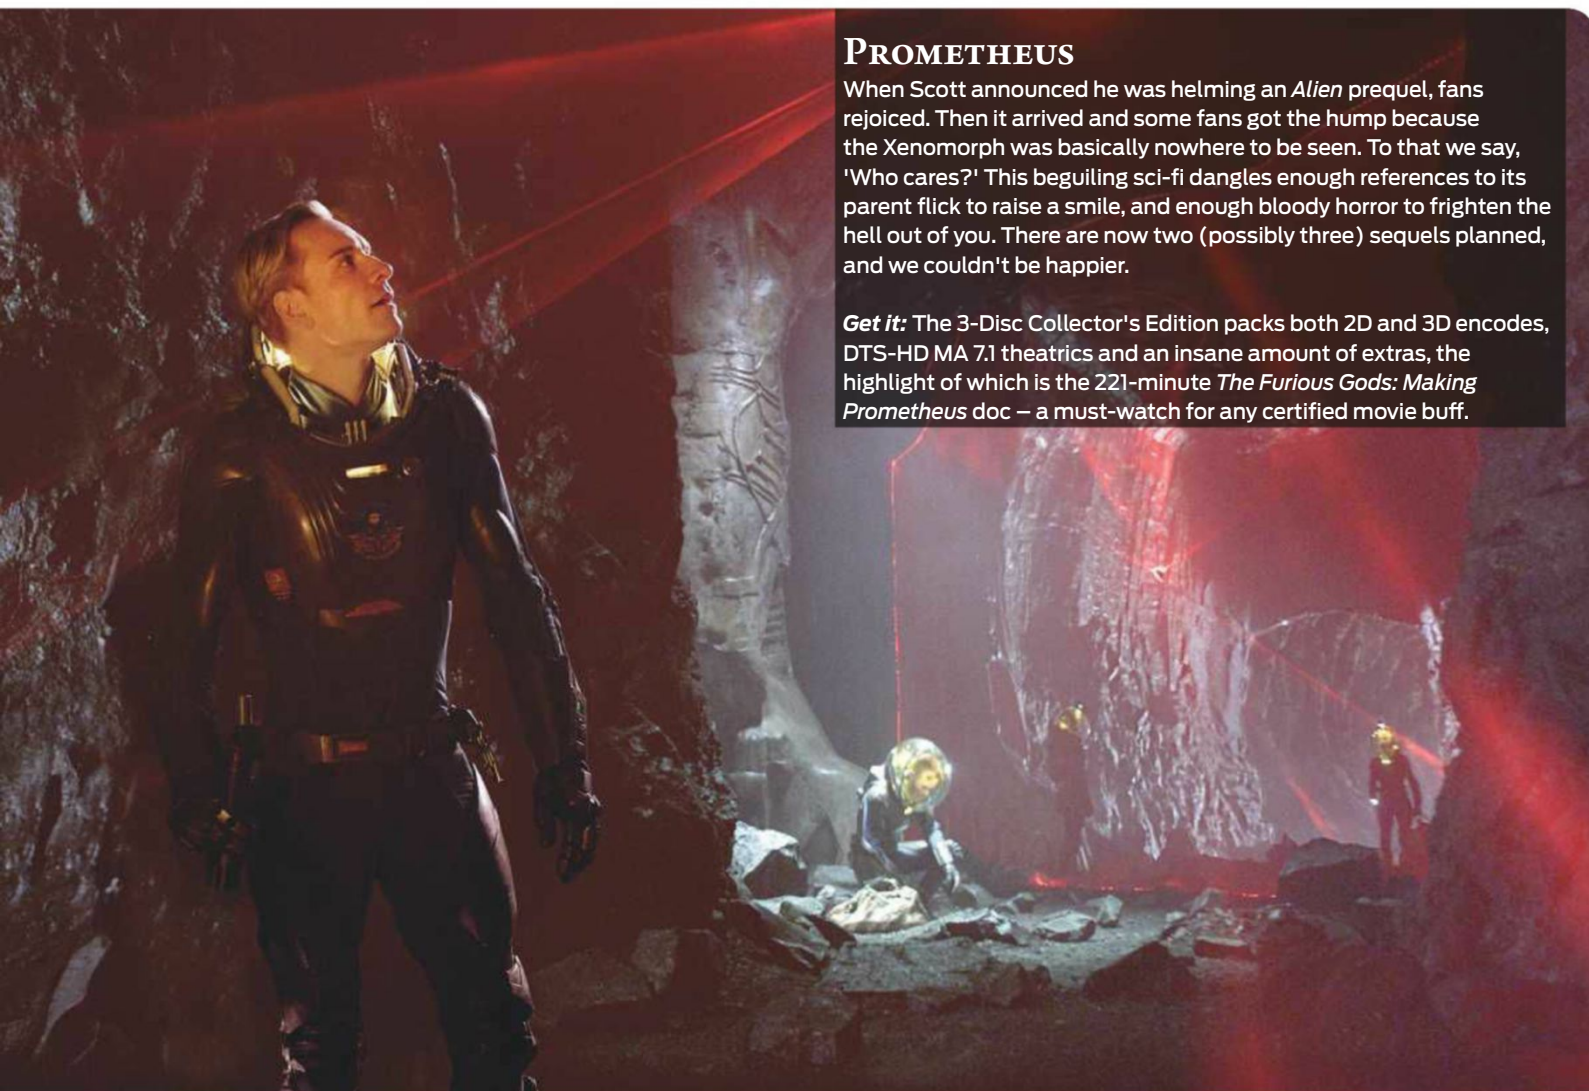 PROMETHEUS
When Scott announced he was helming an Alien prequel, fans
rejoiced. Then it arrived and some fans got the hump because
the Xenomorph was basically nowhere to be seen. To that we say,
'Who cares?' This beguiling sci-fi dangles enough references to its
parent flick to raise a smile, and enough bloody horror to frighten the
hell out of you. There are now two (possibly three) sequels planned,
and we couldn't be happier.
Get it: The 3-Disc Collector's Edition packs both 2D and 3D encodes,
DTS-HD MA 7.1 theatrics and an insane amount of extras, the
highlight of which is the 221-minute The Furious Gods: Making
Prometheus doc – a must-watch for any certified movie buff.